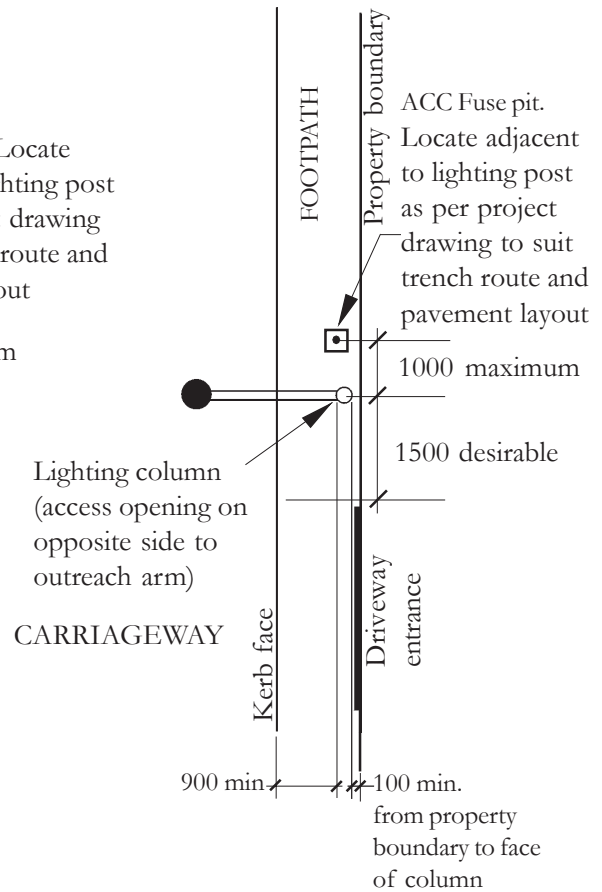 FOOTPATH
Property boundary
ACC Fuse pit.
Locate adjacent
to lighting post
as per project
drawing to suit
trench route and
pavement layout
Locate
hting post
drawing
route and
out
m
1000 maximum
1500 desirable
Lighting column
(access opening on
opposite side to
outreach arm)
CARRIAGEWAY
Kerb face
Driveway
entrance
900 min
100 min.
from property
boundary to face
of column